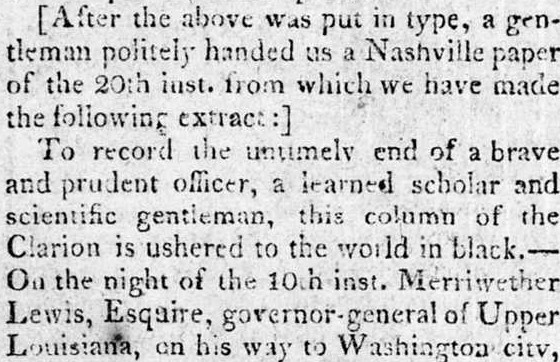 [After the above was put in type, a gen-
tleman politely handed us a Nashville paper
of the 20th inst. from which we have made
the following extract:]
To record the untimely end of a brave
and prudent officer, a learned scholar and
scientific gentleman, this column of the
Clarion is ushered to the world in black.—
On the night of the 10th inst. Merriwether
Lewis, Esquire, governor-general of Upper
Louisiana, on his way to Washington city,